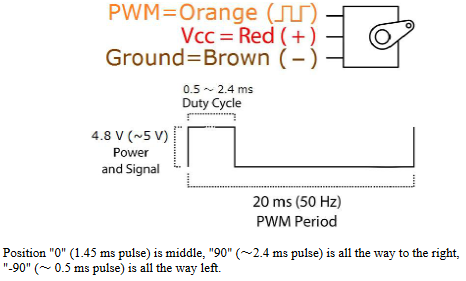 PWM=Orange (⎍⎍)
Vcc = Red ( + )
Ground=Brown ( − )
0.5 ~ 2.4 ms
Duty Cycle
4.8 V (~5 V)
Power
and Signal
20 ms (50 Hz)
PWM Period
Position "0" (1.45 ms pulse) is middle, "90" (~2.4 ms pulse) is all the way to the right,
"-90" (~ 0.5 ms pulse) is all the way left.